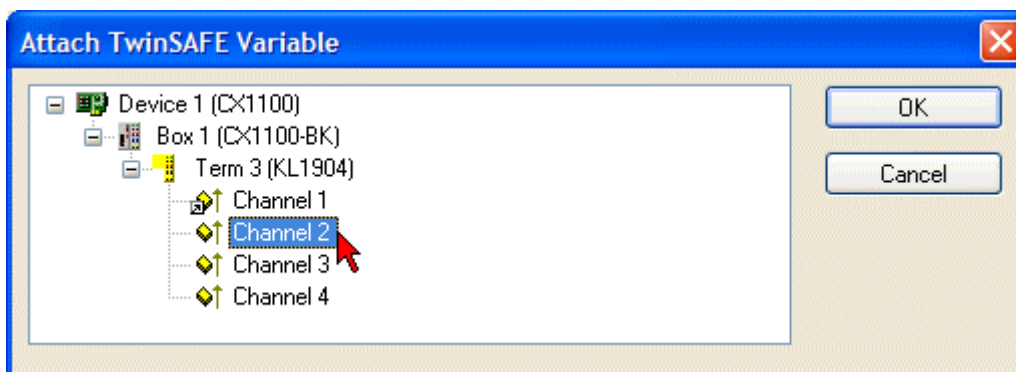 Attach TwinSAFE Variable
Device 1 (CX1100)
Box 1 (CX1100-BK)
Term 3 (KL1904)
Channel 1
Channel 2
Channel 3
Channel 4
OK
Cancel